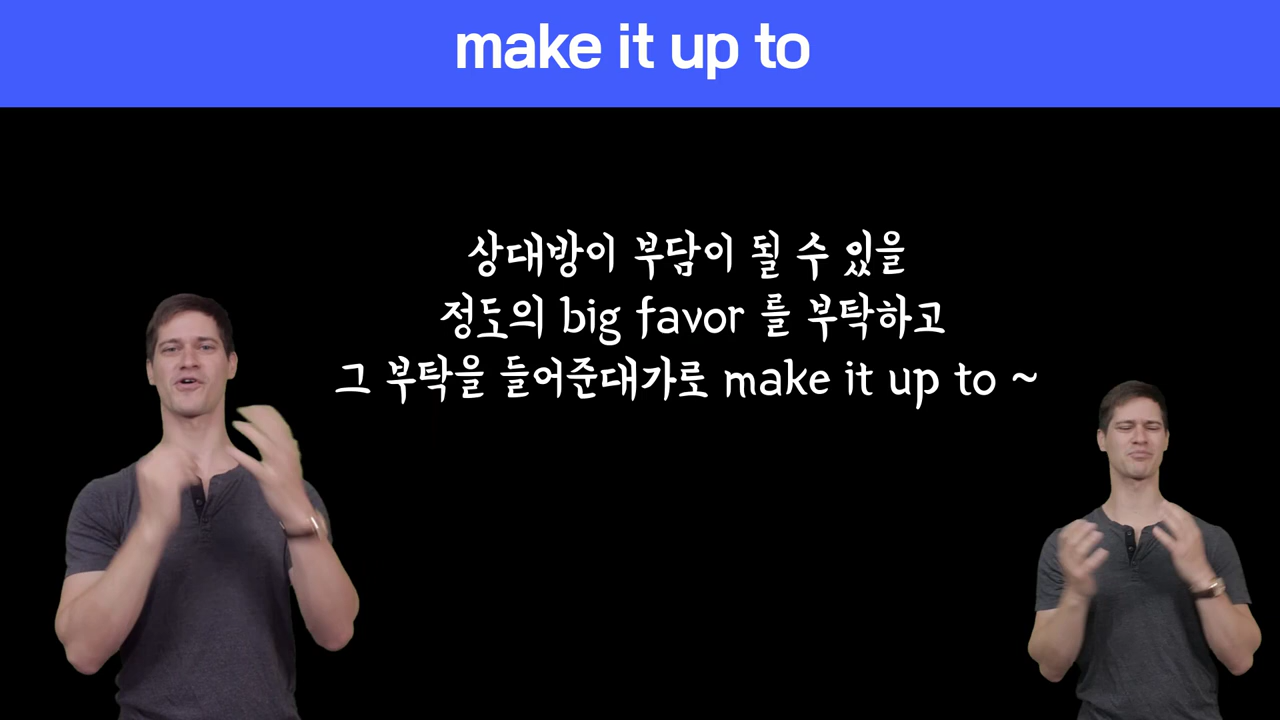 make it up to
상대방이 부담이 될 수 있을
정도의 big favor 를 부탁하고
그 부탁을 들어준대가로 make it up to ~